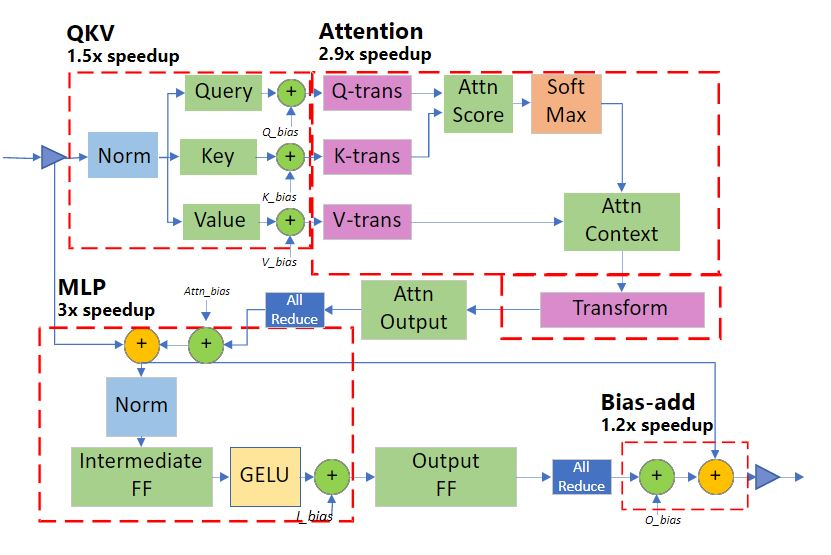 QKV
1.5x speedup
Attention
2.9x speedup
Norm
Query
Key
Value
+
Q_bias
+
K_bias
+
V_bias
Q-trans
K-trans
V-trans
Attn
Score
Soft
Max
Attn
Context
Transform
Attn
Output
All
Reduce
MLP
3x speedup
Attn_bias
+
+
Norm
Intermediate
FF
GELU
+
I_bias
Output
FF
All
Reduce
Bias-add
1.2x speedup
+
+
O_bias